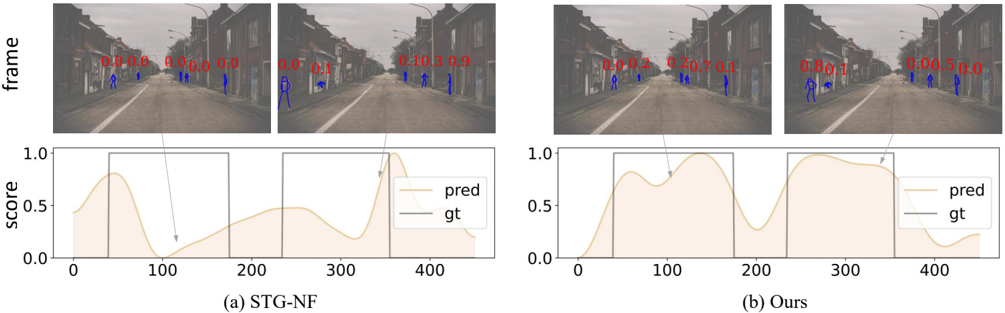 frame
0.0 0.0 0.0 0.0 0.0
0.0 0.1 0.1 0.3 0.9
0.0 0.2 0.2 0.7 0.1
0.8 0.1 0.0 0.5 0.0
score
1.0
0.5
0.0
0 100 200 300 400
pred
gt
(a) STG-NF
1.0
0.5
0.0
0 100 200 300 400
pred
gt
(b) Ours